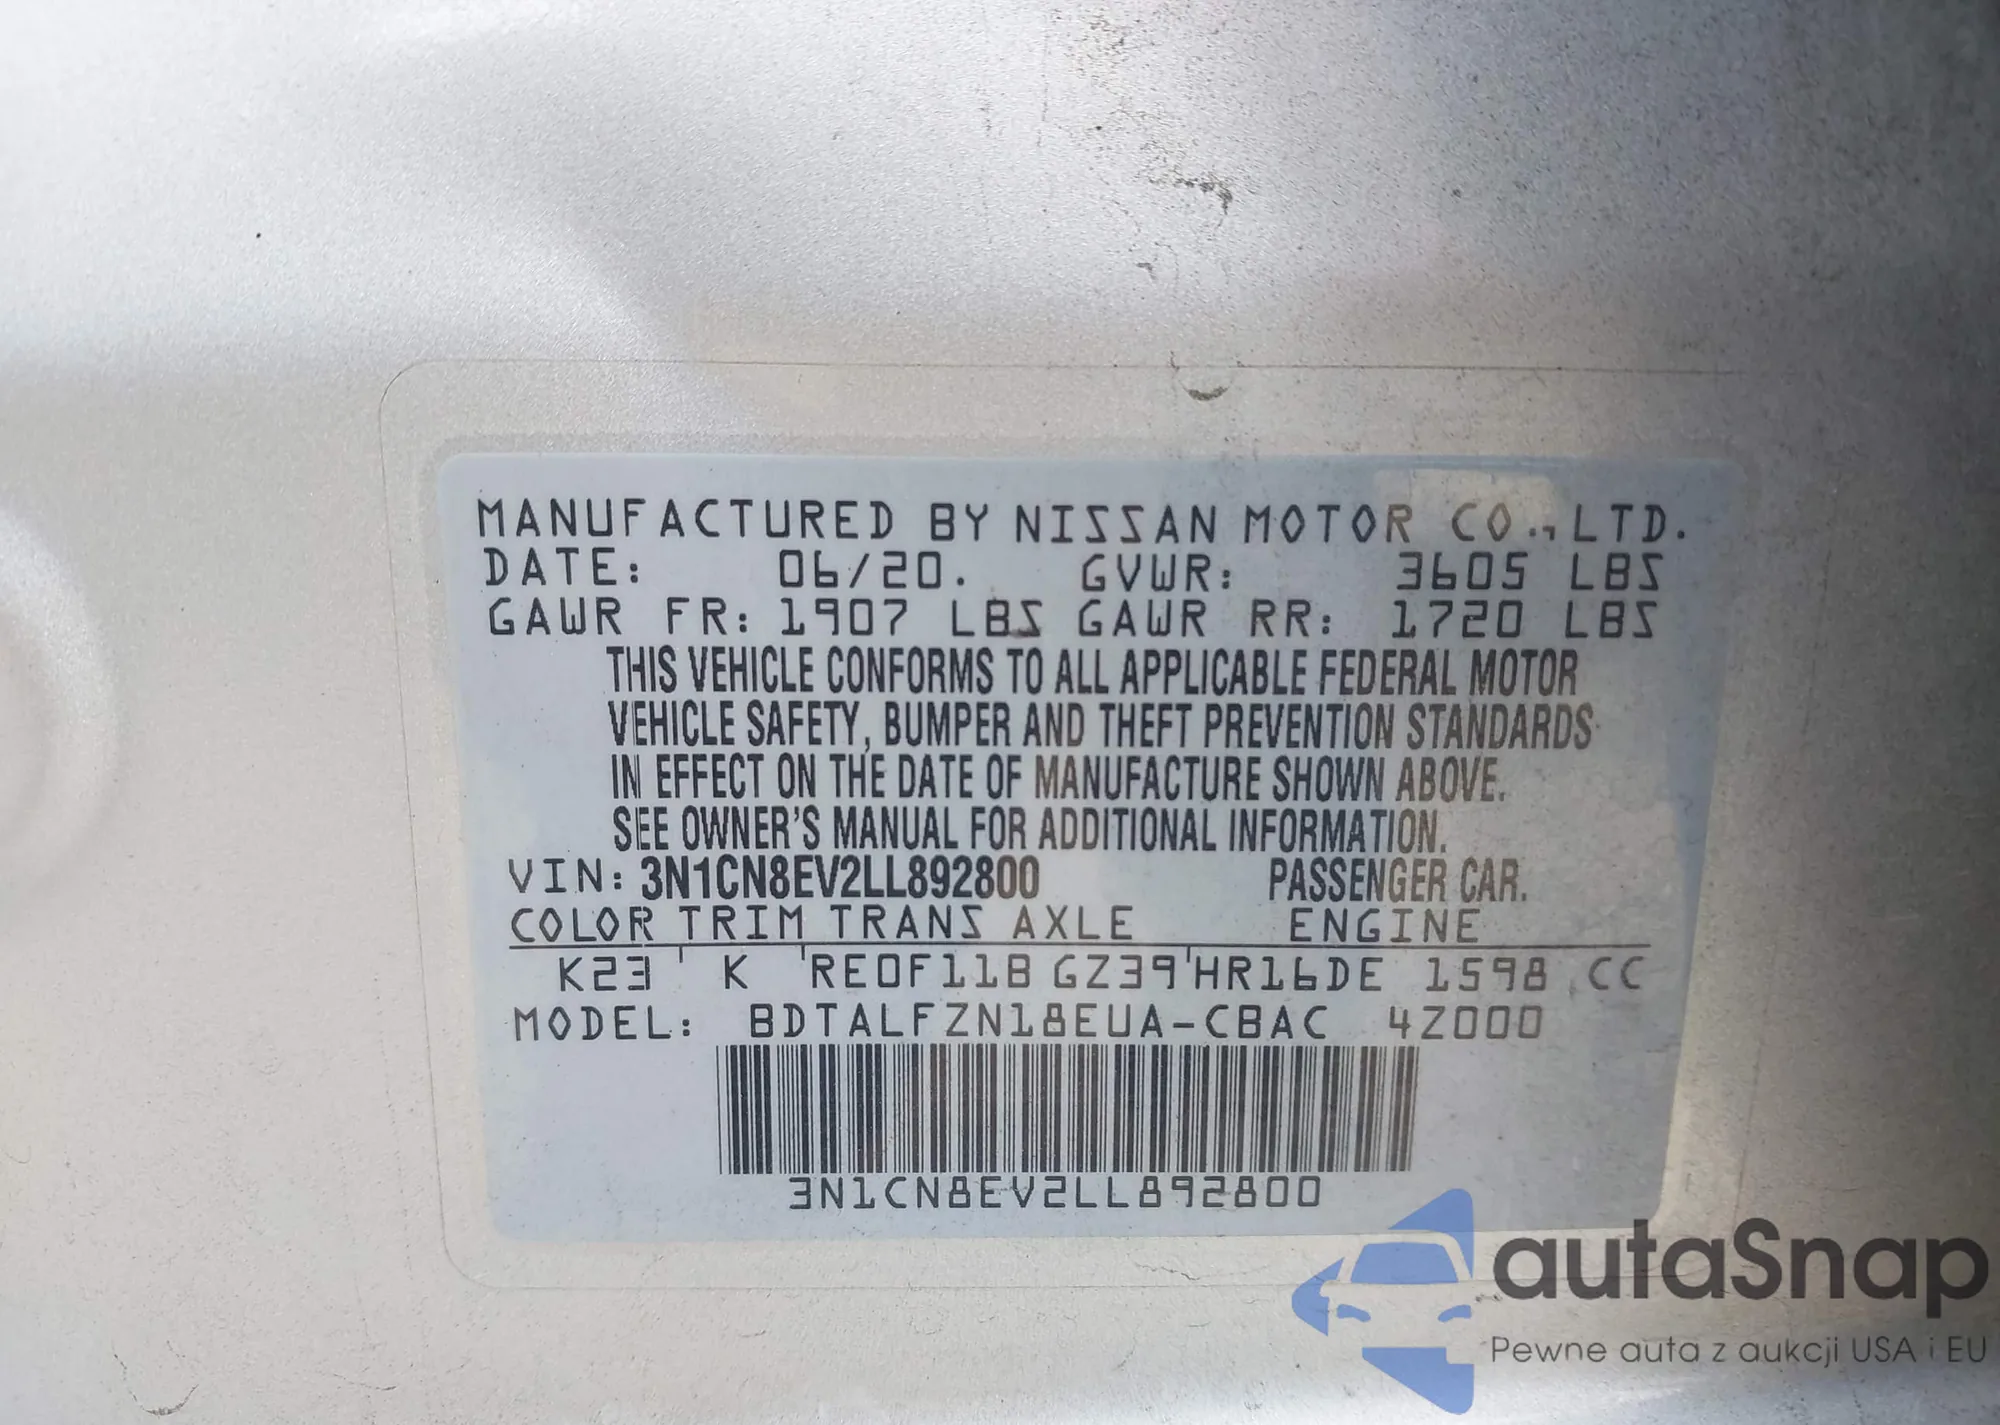 MANUFACTURED BY NISSAN MOTOR CO., LTD.
DATE: 06/20. GVWR: 3605 LBS
GAWR FR: 1907 LBS GAWR RR: 1720 LBS
THIS VEHICLE CONFORMS TO ALL APPLICABLE FEDERAL MOTOR
VEHICLE SAFETY, BUMPER AND THEFT PREVENTION STANDARDS
IN EFFECT ON THE DATE OF MANUFACTURE SHOWN ABOVE.
SEE OWNER'S MANUAL FOR ADDITIONAL INFORMATION.
VIN: 3N1CN8EV2LL892800 PASSENGER CAR.
COLOR TRIM TRANS AXLE ENGINE
K23 K RE0F11B GZ39 HR16DE 1598 CC
MODEL: BDTALFZN18EUA-CBAC 4Z000
3N1CN8EV2LL892800
autaSnap
Pewne auta z aukcji USA i EU